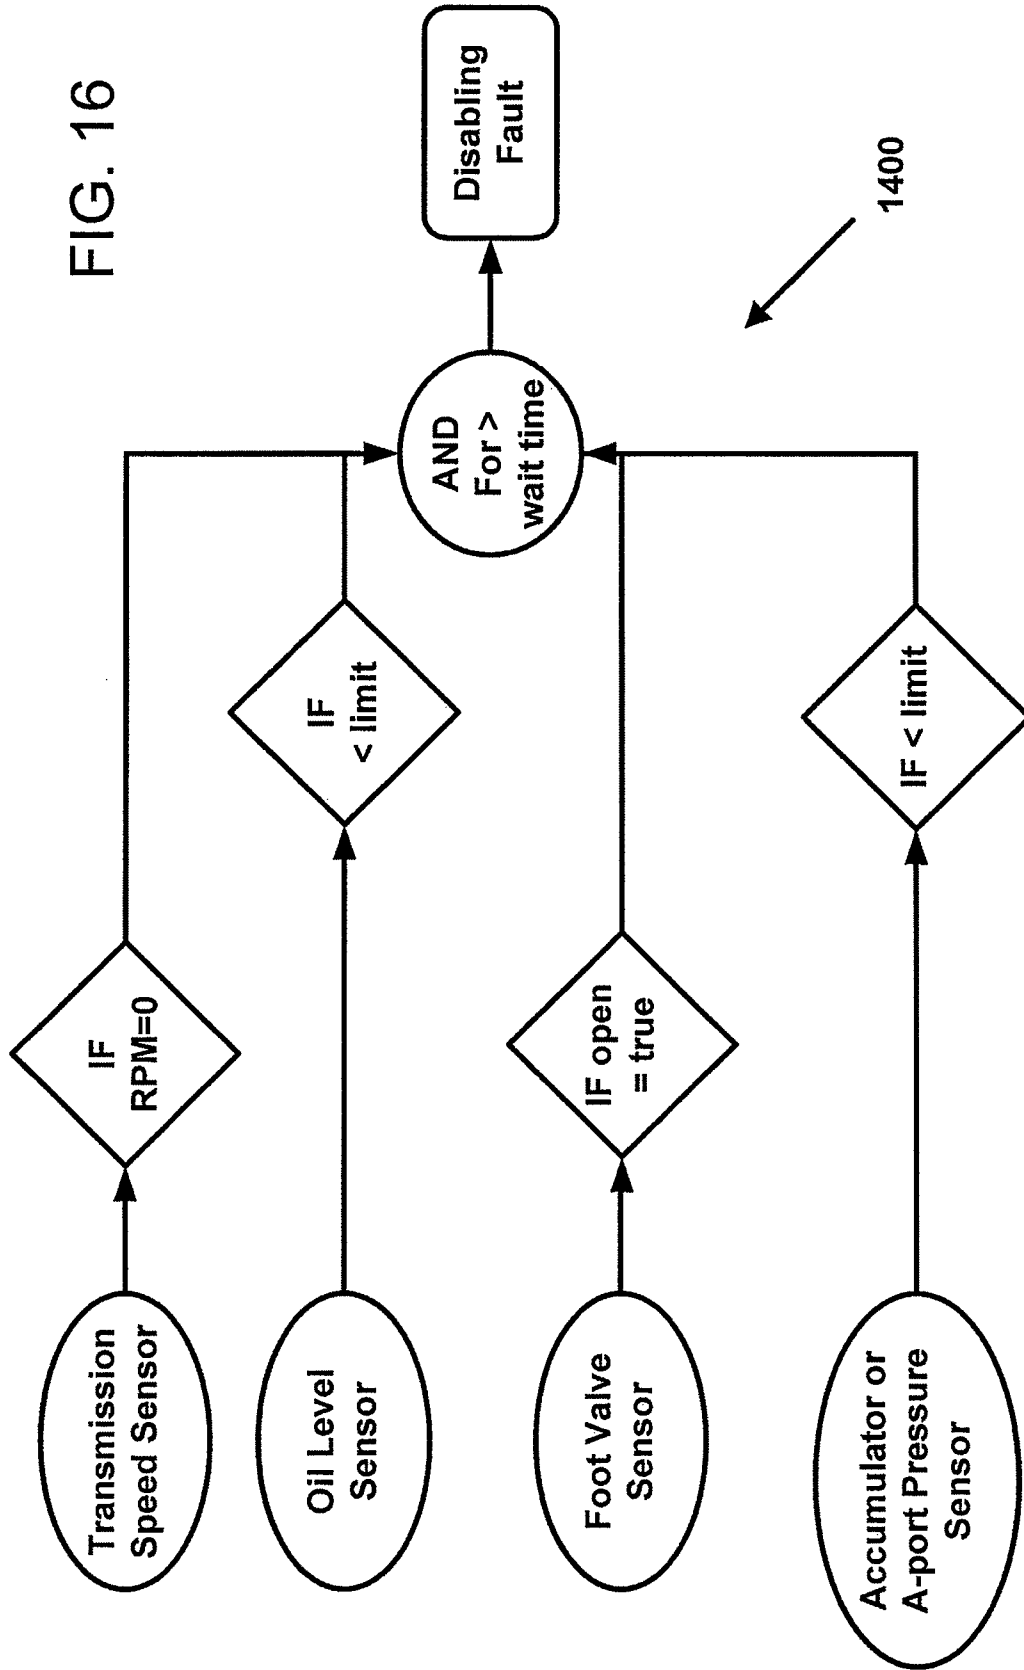 FIG. 16
Transmission
Speed Sensor
IF
RPM=0
Oil Level
Sensor
IF
< limit
AND
For >
wait time
Disabling
Fault
Foot Valve
Sensor
IF open
= true
Accumulator or
A-port Pressure
Sensor
IF < limit
1400